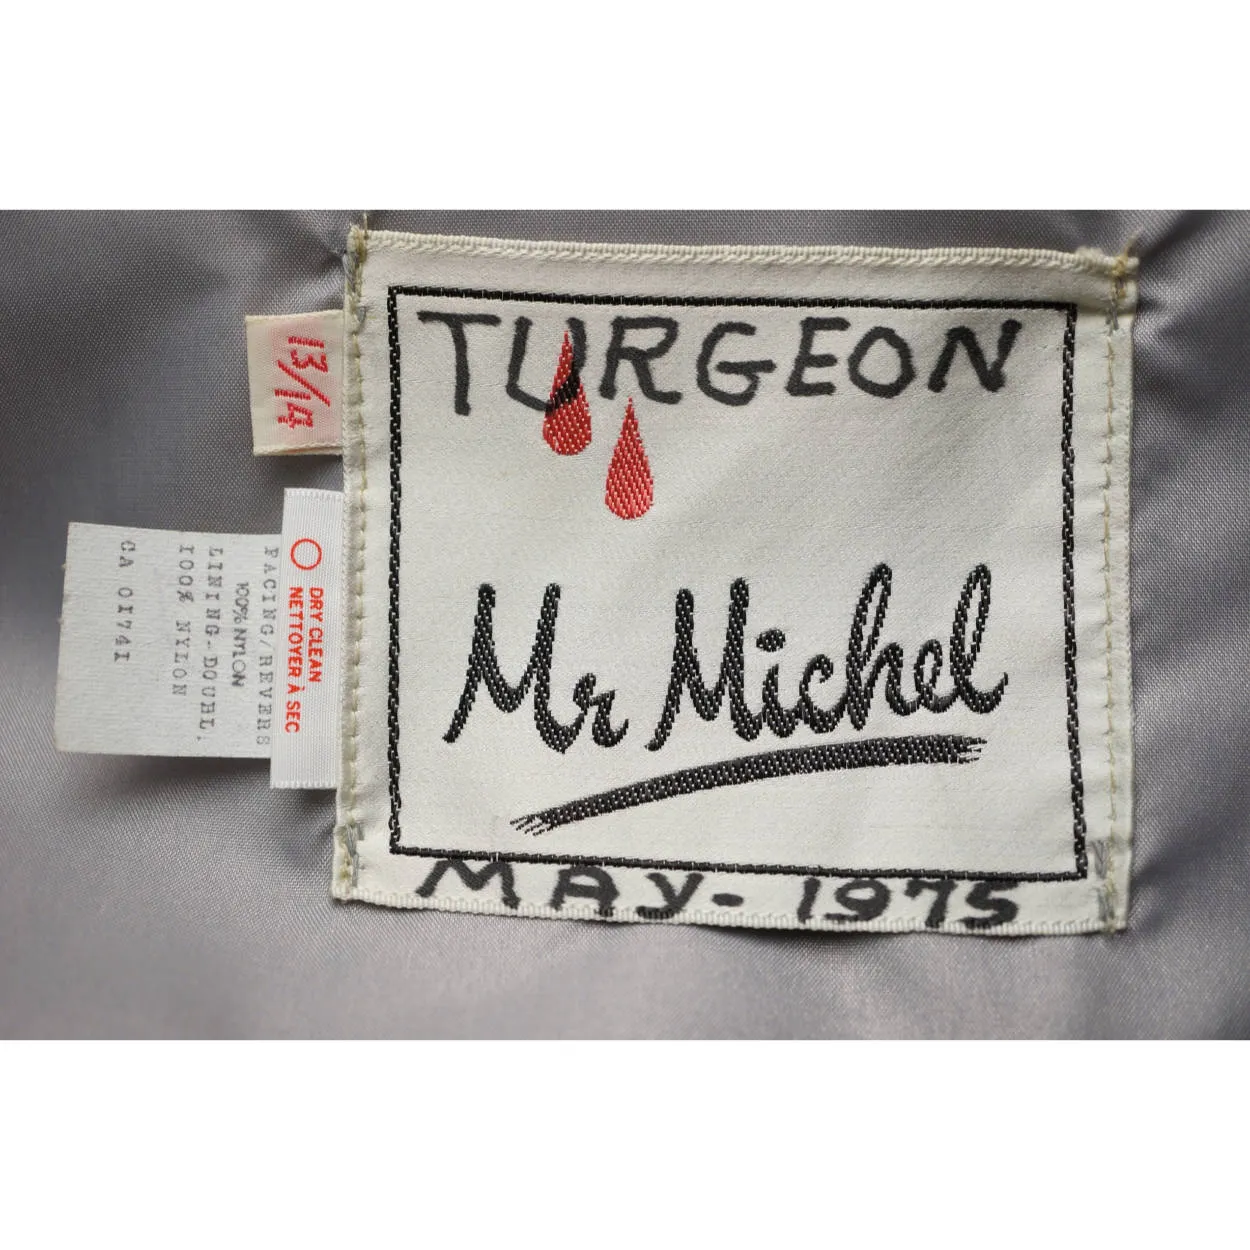 TURGEON
Mr Michel
MAY- 1975
13/14
DRY CLEAN
NETTOYER À SEC
FACING/REVERS
100% NYLON
LINING-DOUBL.
100% NYLON
CA 01741